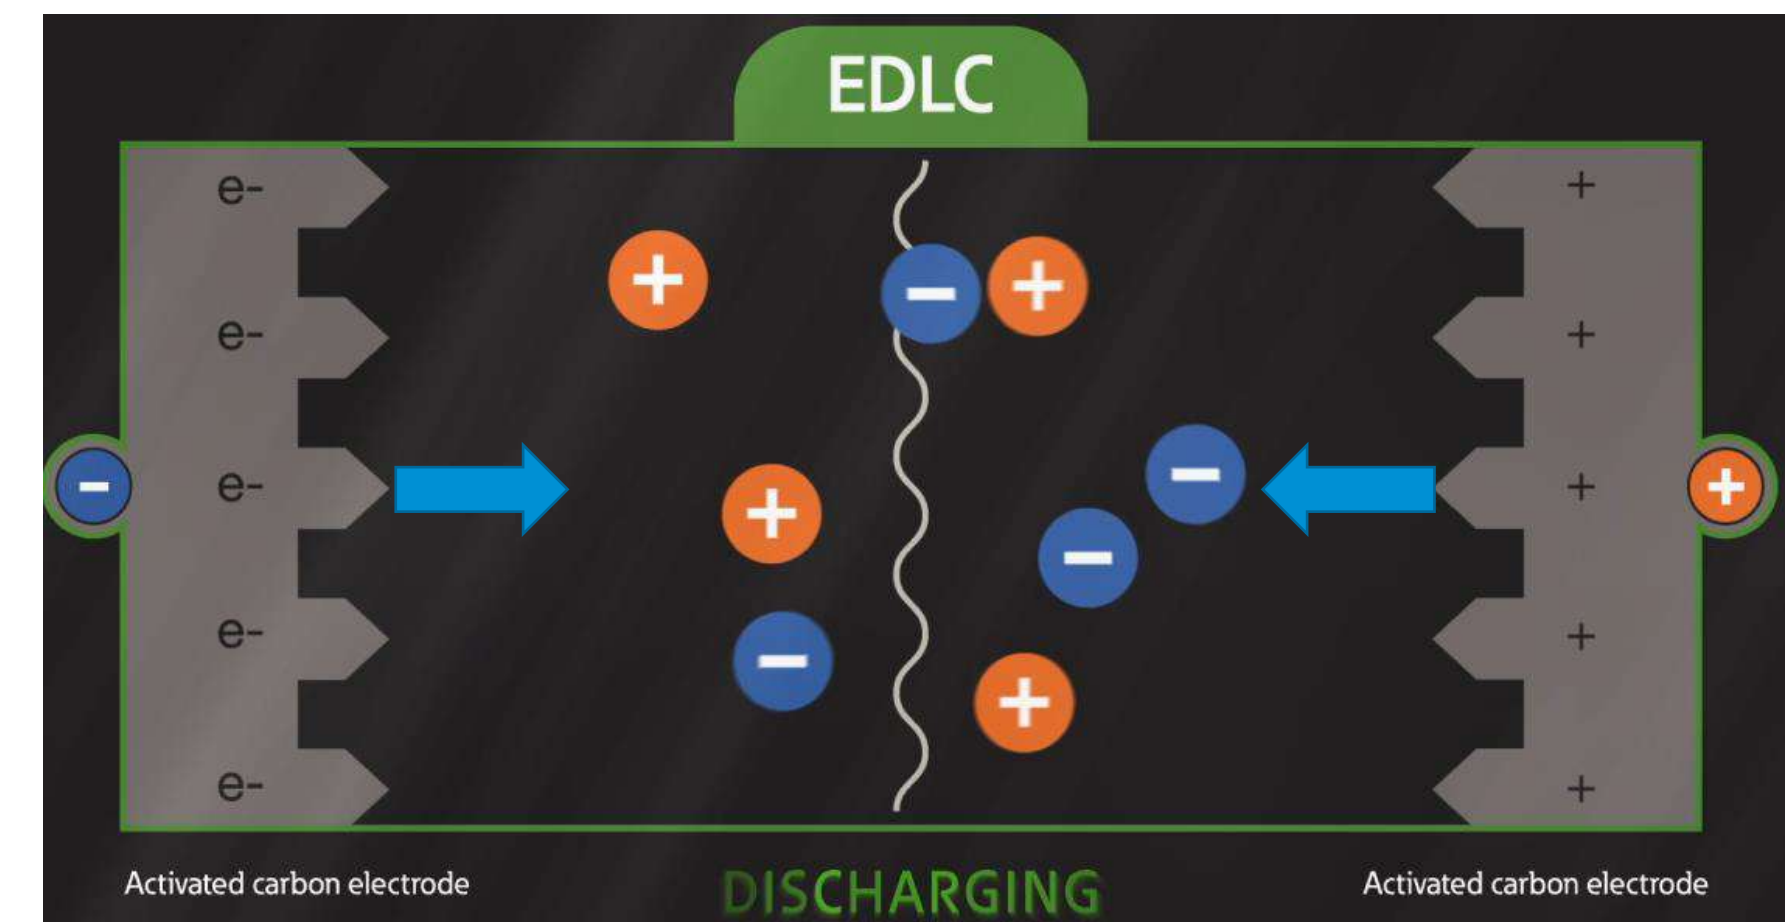 EDLC
e- + - + +
e- +
- e- + - - + +
e- - + +
e- +
Activated carbon electrode DISCHARGING Activated carbon electrode